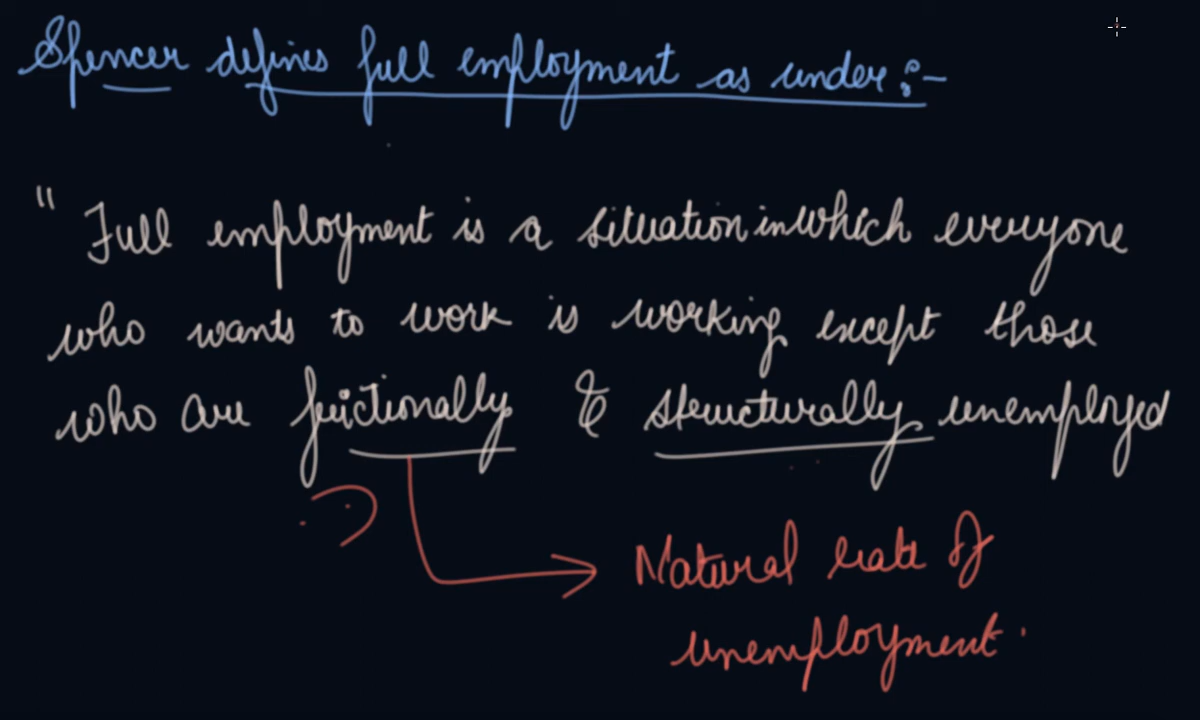 Spencer defines full employment as under :-
" Full employment is a situation in which everyone
who wants to work is working except those
who are frictionally & structurally unemployed
Natural rate of
unemployment.